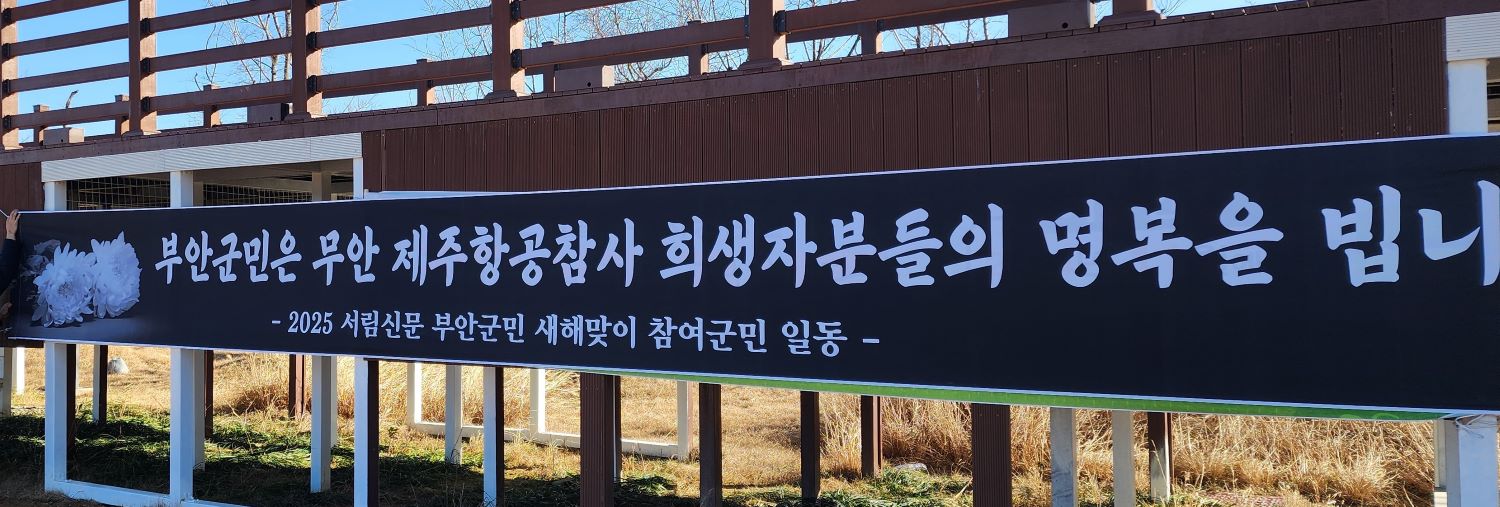 부안군민은 무안 제주항공참사 희생자분들의 명복을 빕니
- 2025 서림신문 부안군민 새해맞이 참여군민 일동 -